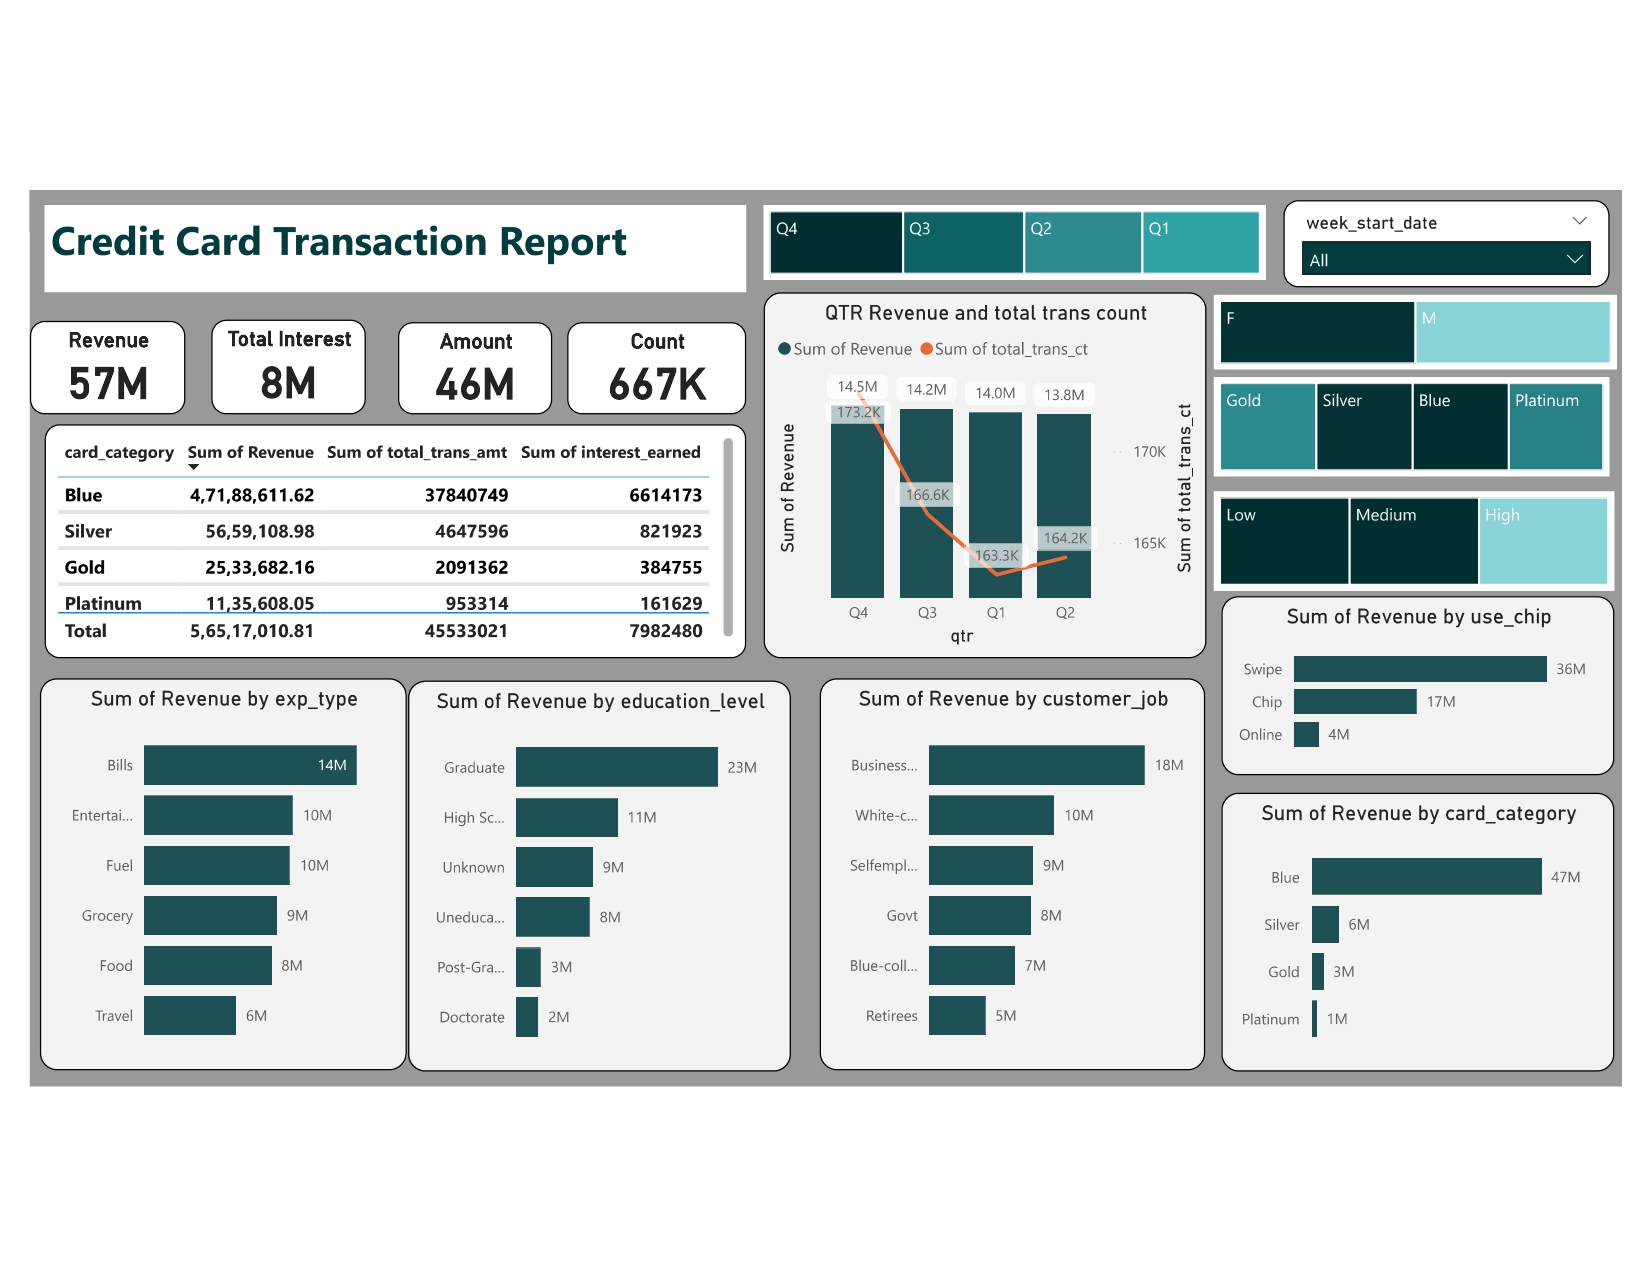 Credit Card Transaction Report
Q4 Q3 Q2 Q1
week_start_date
All
Revenue
57M
Total Interest
8M
Amount
46M
Count
667K
card_category Sum of Revenue Sum of total_trans_amt Sum of interest_earned
Blue 4,71,88,611.62 37840749 6614173
Silver 56,59,108.98 4647596 821923
Gold 25,33,682.16 2091362 384755
Platinum 11,35,608.05 953314 161629
Total 5,65,17,010.81 45533021 7982480
QTR Revenue and total trans count
Sum of Revenue Sum of total_trans_ct
14.5M 14.2M 14.0M 13.8M
173.2K
166.6K
163.3K
164.2K
170K
165K
Sum of Revenue
Sum of total_trans_ct
Q4 Q3 Q1 Q2
qtr
F M
Gold Silver Blue Platinum
Low Medium High
Sum of Revenue by use_chip
Swipe 36M
Chip 17M
Online 4M
Sum of Revenue by exp_type
Bills 14M
Entertai... 10M
Fuel 10M
Grocery 9M
Food 8M
Travel 6M
Sum of Revenue by education_level
Graduate 23M
High Sc... 11M
Unknown 9M
Uneduca... 8M
Post-Gra... 3M
Doctorate 2M
Sum of Revenue by customer_job
Business... 18M
White-c... 10M
Selfempl... 9M
Govt 8M
Blue-coll... 7M
Retirees 5M
Sum of Revenue by card_category
Blue 47M
Silver 6M
Gold 3M
Platinum 1M